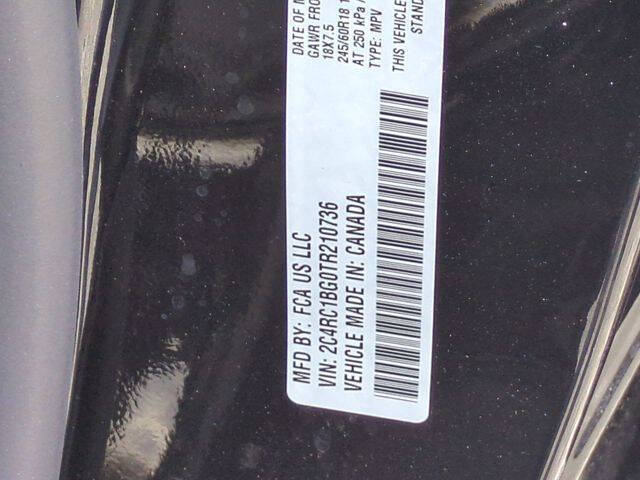 MFD BY: FCA US LLC
VIN: 2C4RC1BG0TR210736
VEHICLE MADE IN: CANADA
DATE OF M
GAWR FRO
18X7.5
245/60R18 1
AT 250 kPa /
TYPE: MPV
THIS VEHICLE
STAND